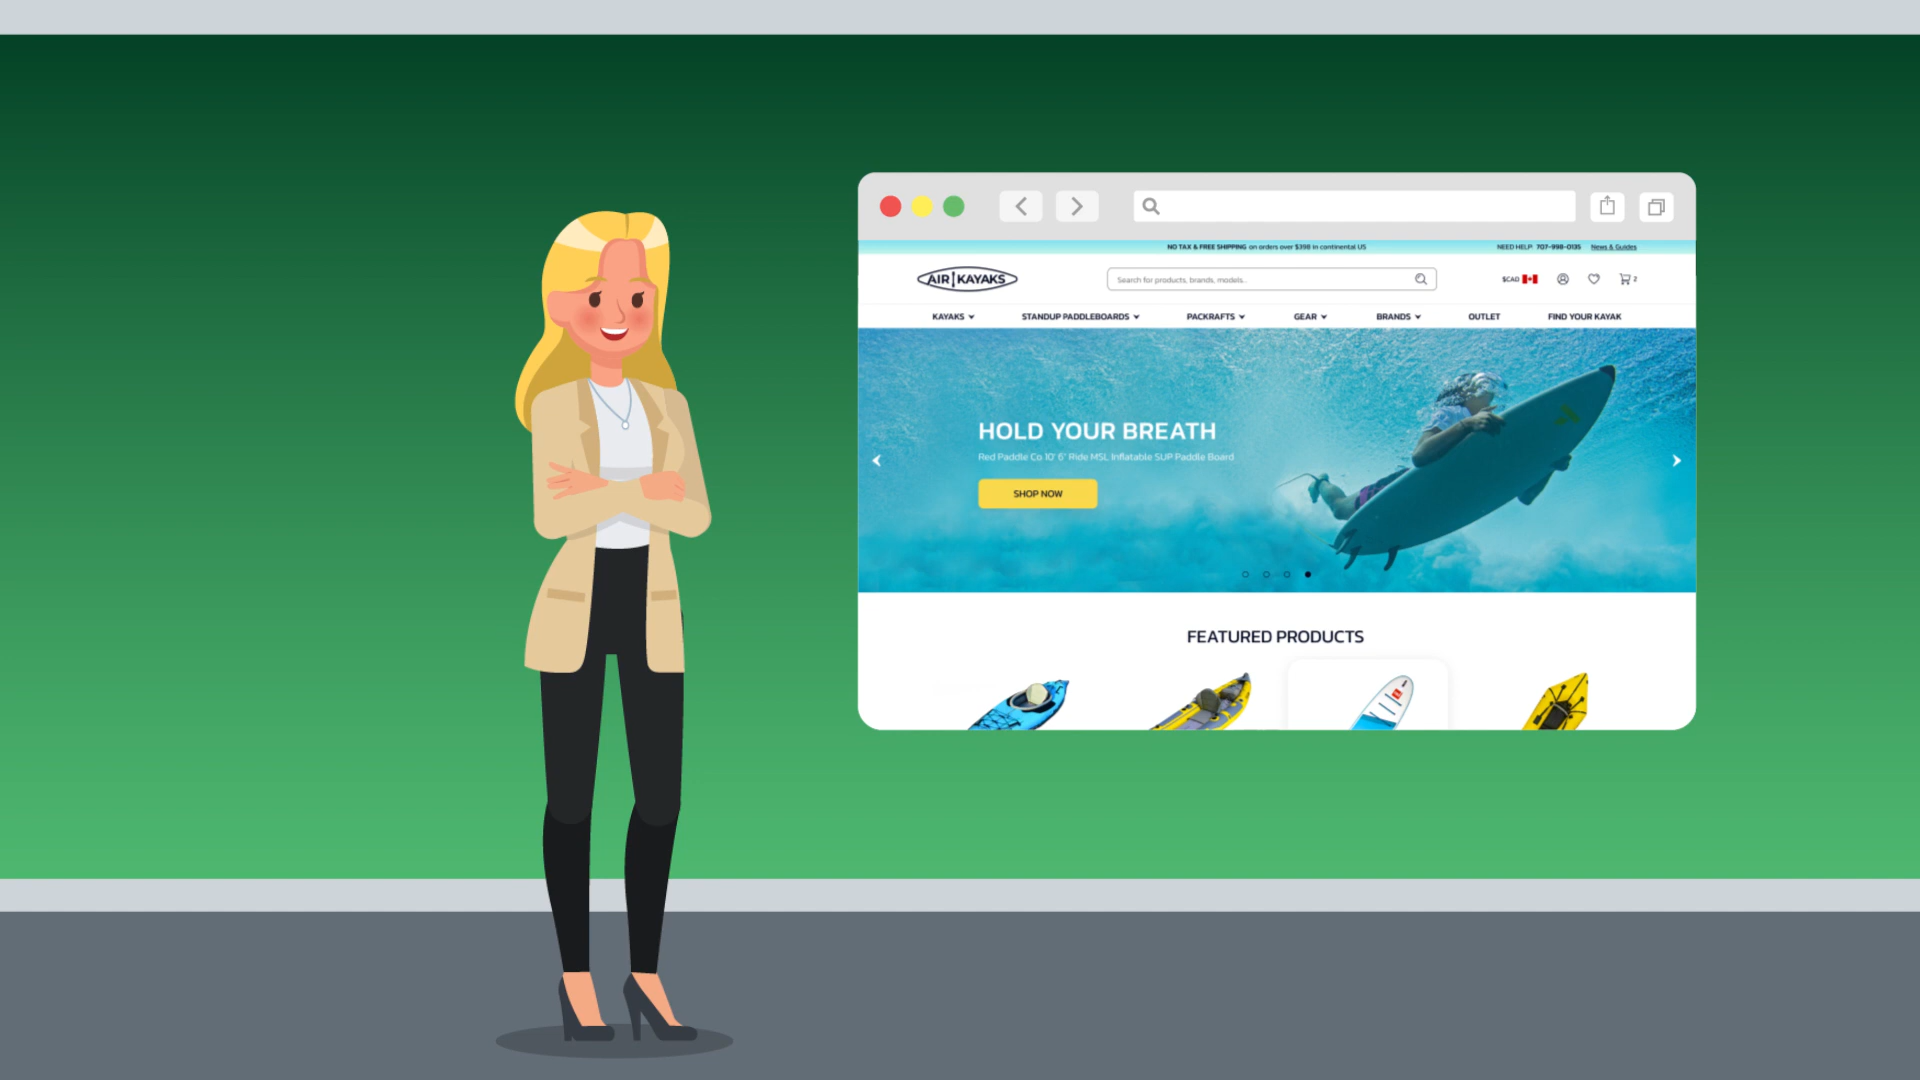 NO TAX & FREE SHIPPING on orders over $398 in continental US
NEED HELP 707-998-0135 News & Guides
AIR KAYAKS
Search for products, brands, models..
$CAD
2
KAYAKS STANDUP PADDLEBOARDS PACKRAFTS GEAR BRANDS OUTLET FIND YOUR KAYAK
HOLD YOUR BREATH
Red Paddle Co 10' 6" Ride MSL Inflatable SUP Paddle Board
SHOP NOW
FEATURED PRODUCTS